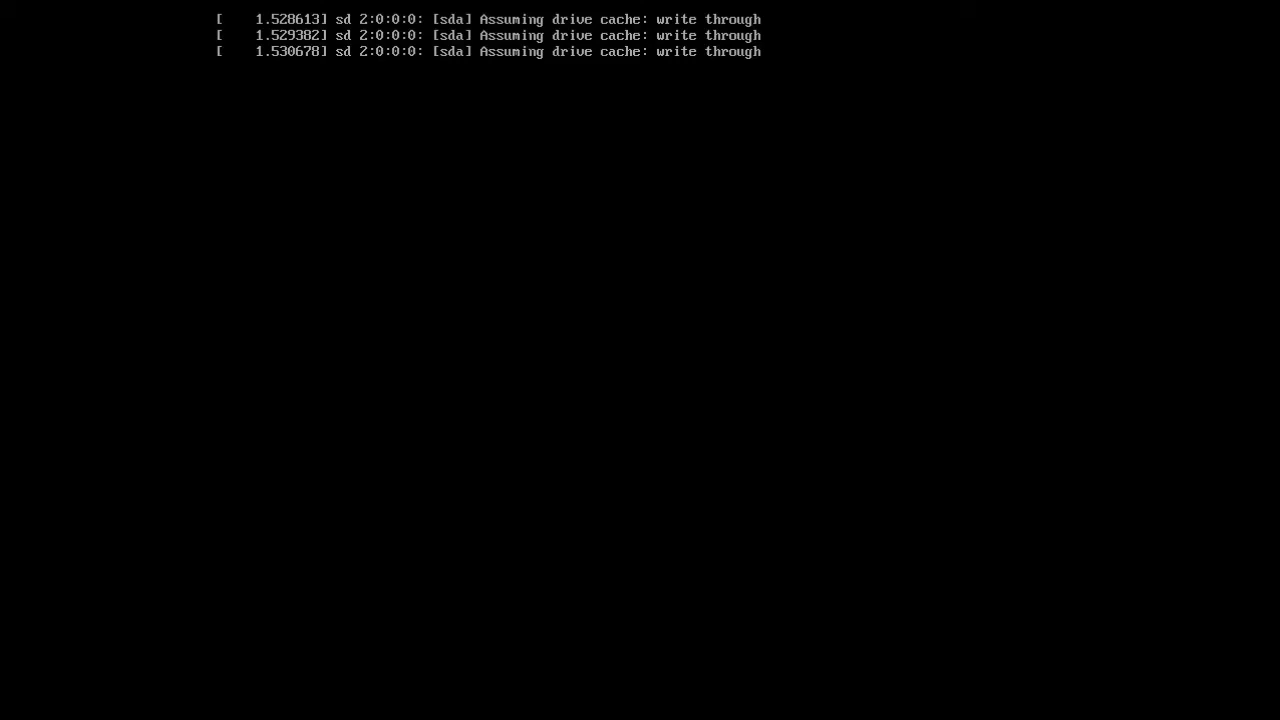 [    1.528613] sd 2:0:0:0: [sda] Assuming drive cache: write through
[    1.529382] sd 2:0:0:0: [sda] Assuming drive cache: write through
[    1.530678] sd 2:0:0:0: [sda] Assuming drive cache: write through